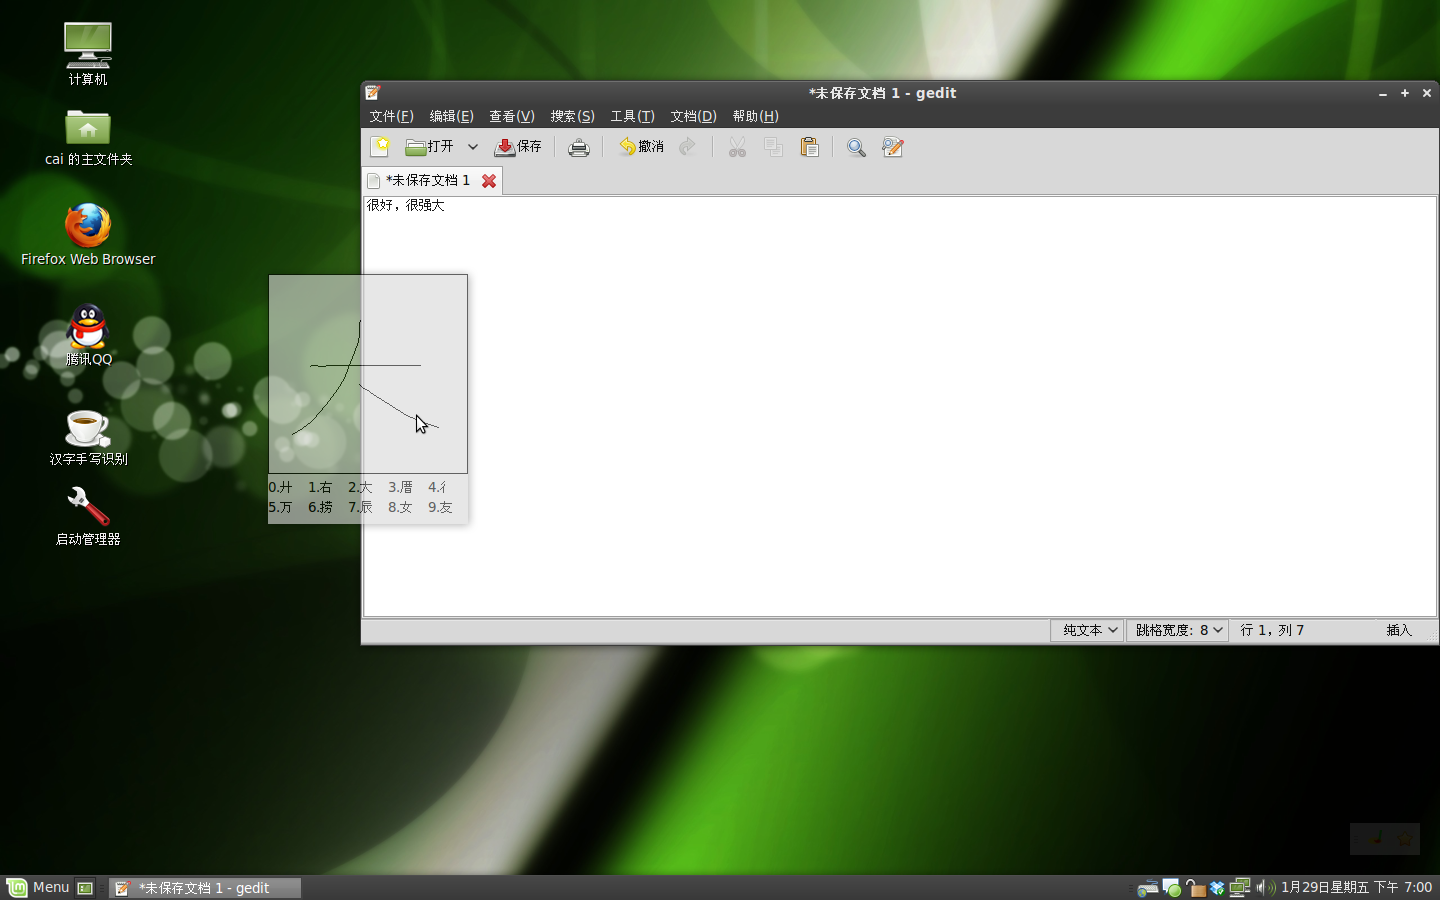 计算机
cai 的主文件夹
Firefox Web Browser
腾讯QQ
汉字手写识别
启动管理器
*未保存文档 1 - gedit
文件(F) 编辑(E) 查看(V) 搜索(S) 工具(T) 文档(D) 帮助(H)
打开 保存 撤消
*未保存文档 1
很好，很强大
0.廾 1.右 2.大 3.厝 4.彳
5.万 6.捞 7.辰 8.女 9.友
纯文本 跳格宽度: 8 行 1，列 7 插入
Menu *未保存文档 1 - gedit 1月29日星期五 下午 7:00